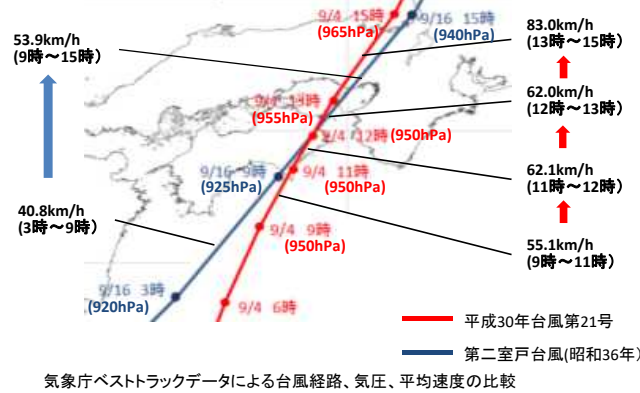 53.9km/h
(9時～15時)
40.8km/h
(3時～9時)
9/4 15時
(965hPa)
9/16 15時
(940hPa)
9/4 13時
(955hPa)
9/4 12時 (950hPa)
9/16 9時
(925hPa)
9/4 11時
(950hPa)
9/4 9時
(950hPa)
9/16 3時
(920hPa)
9/4 6時
83.0km/h
(13時～15時)
62.0km/h
(12時～13時)
62.1km/h
(11時～12時)
55.1km/h
(9時～11時)
平成30年台風第21号
第二室戸台風(昭和36年)
気象庁ベストトラックデータによる台風経路、気圧、平均速度の比較